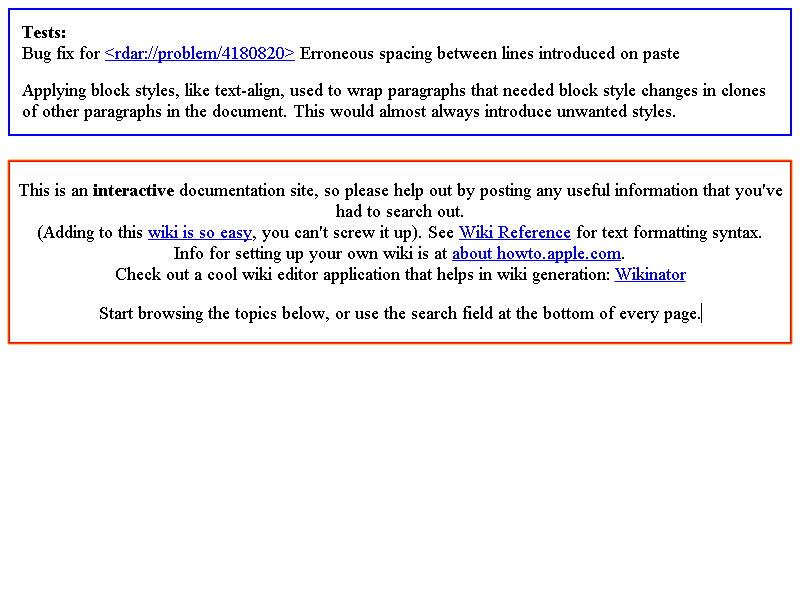 Tests:
Bug fix for <rdar://problem/4180820> Erroneous spacing between lines introduced on paste
Applying block styles, like text-align, used to wrap paragraphs that needed block style changes in clones
of other paragraphs in the document. This would almost always introduce unwanted styles.
This is an interactive documentation site, so please help out by posting any useful information that you've
had to search out.
(Adding to this wiki is so easy, you can't screw it up). See Wiki Reference for text formatting syntax.
Info for setting up your own wiki is at about howto.apple.com.
Check out a cool wiki editor application that helps in wiki generation: Wikinator
Start browsing the topics below, or use the search field at the bottom of every page.